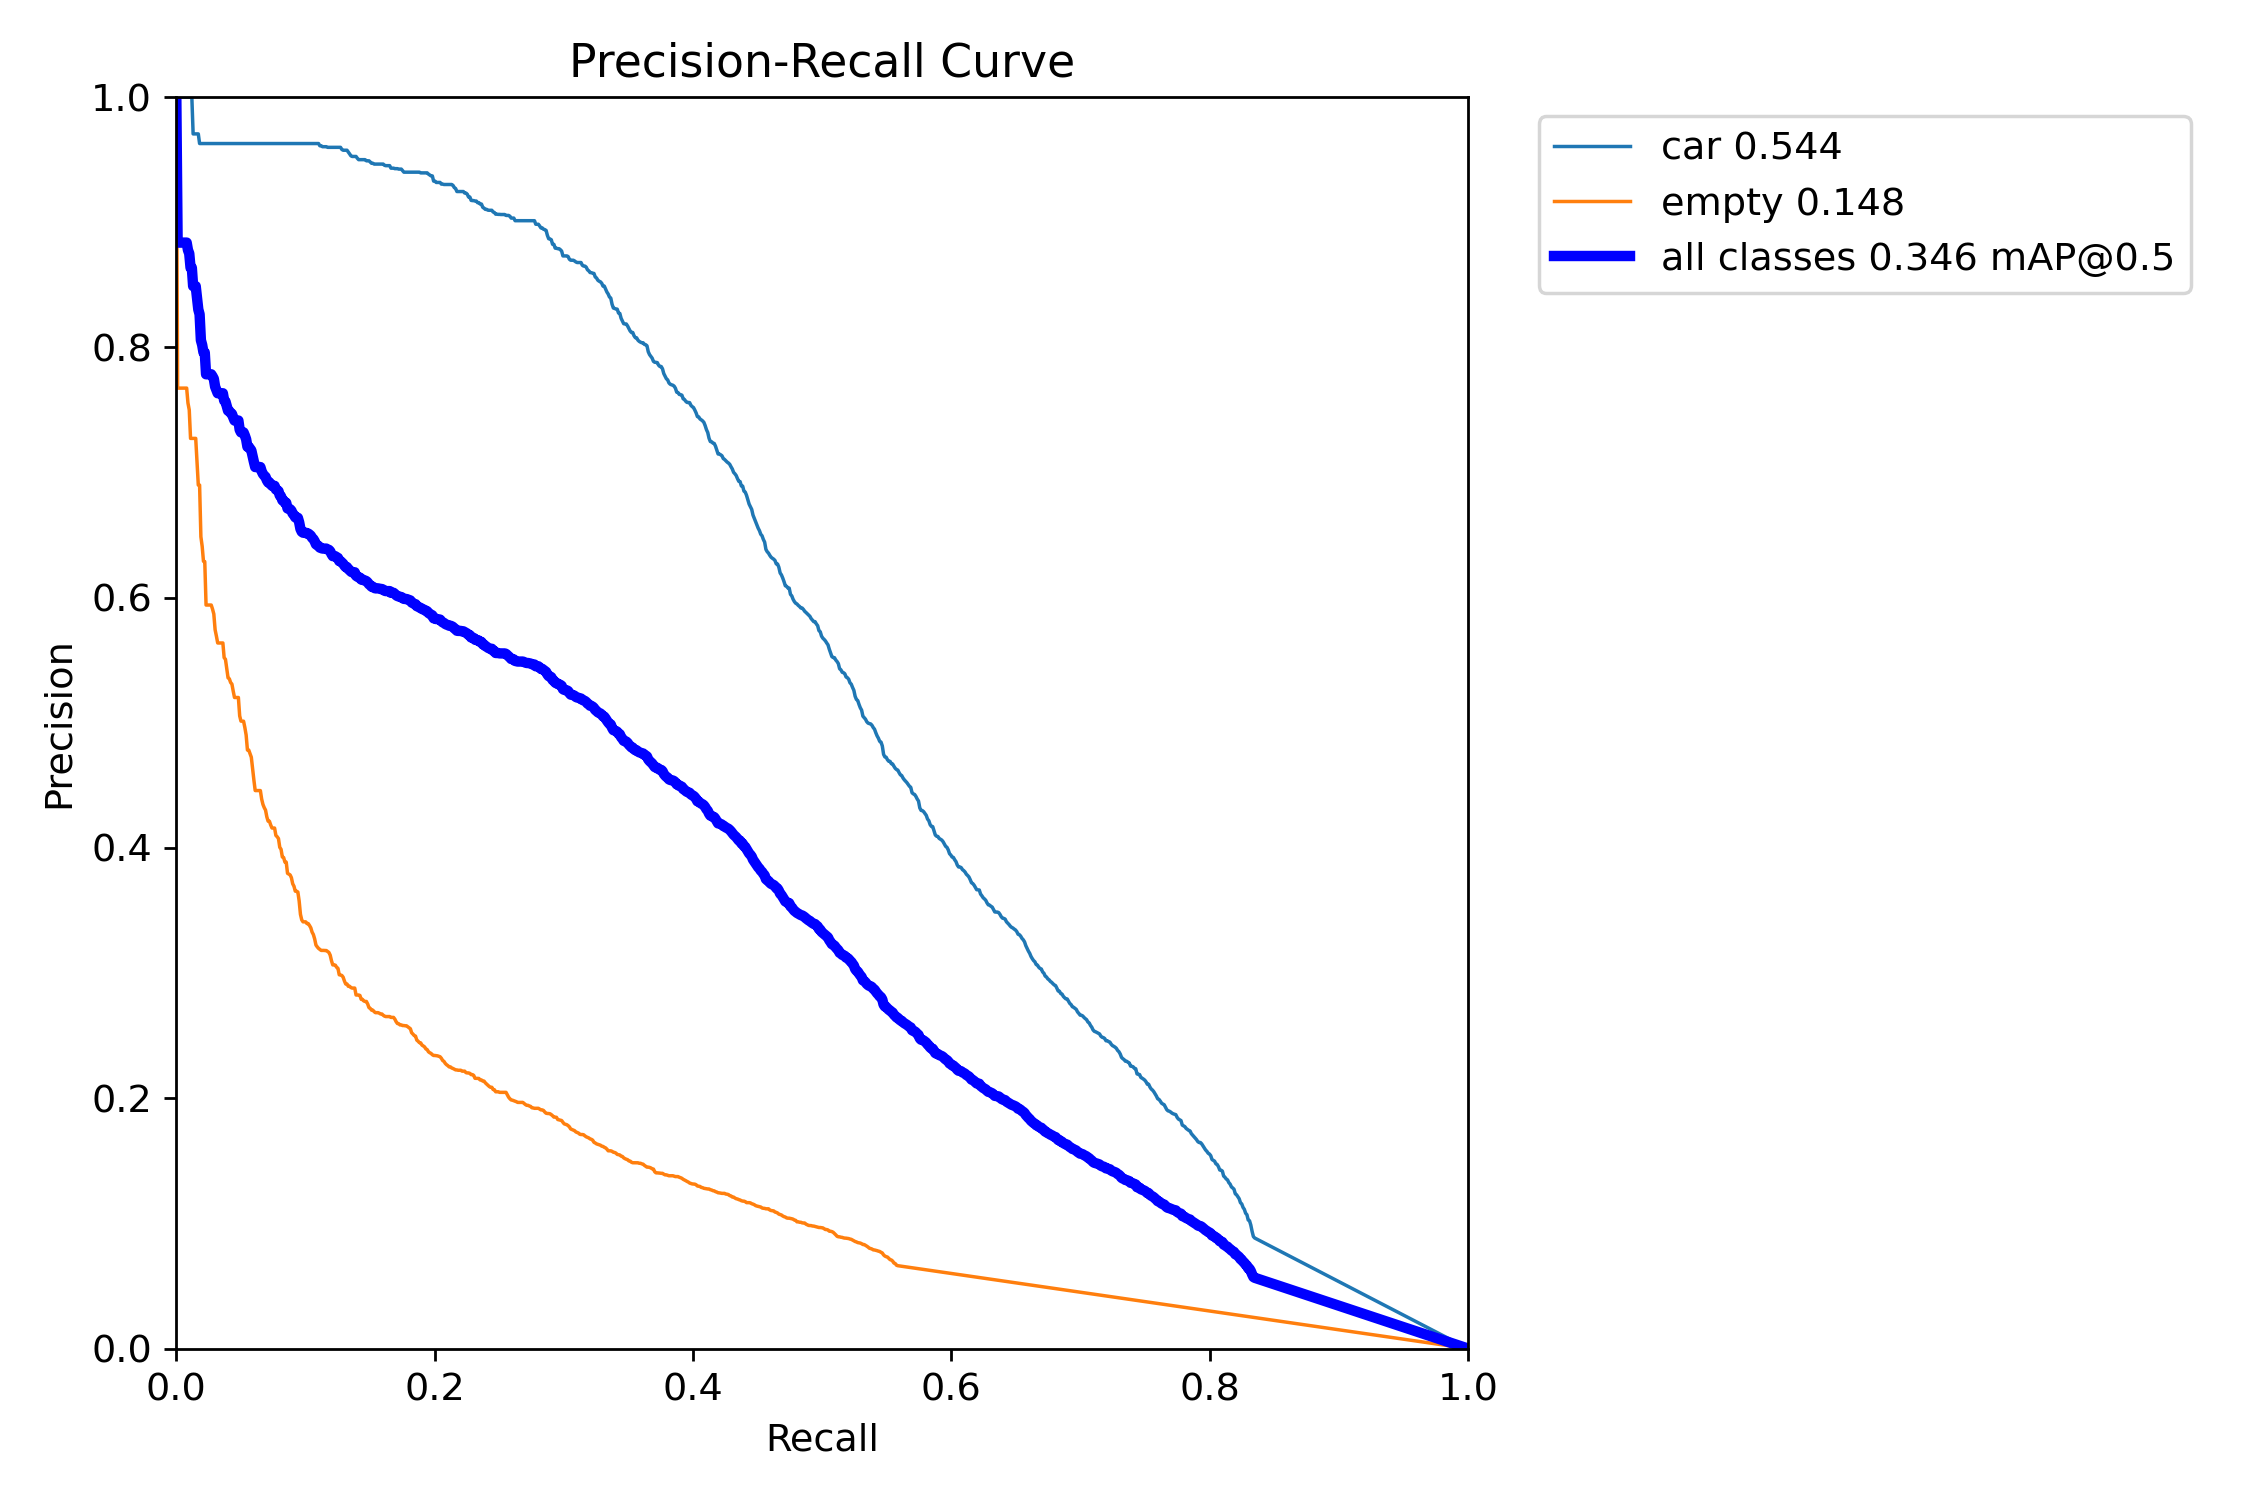 Precision-Recall Curve
car 0.544
empty 0.148
all classes 0.346 mAP@0.5
Precision
1.0
0.8
0.6
0.4
0.2
0.0
0.0 0.2 0.4 0.6 0.8 1.0
Recall